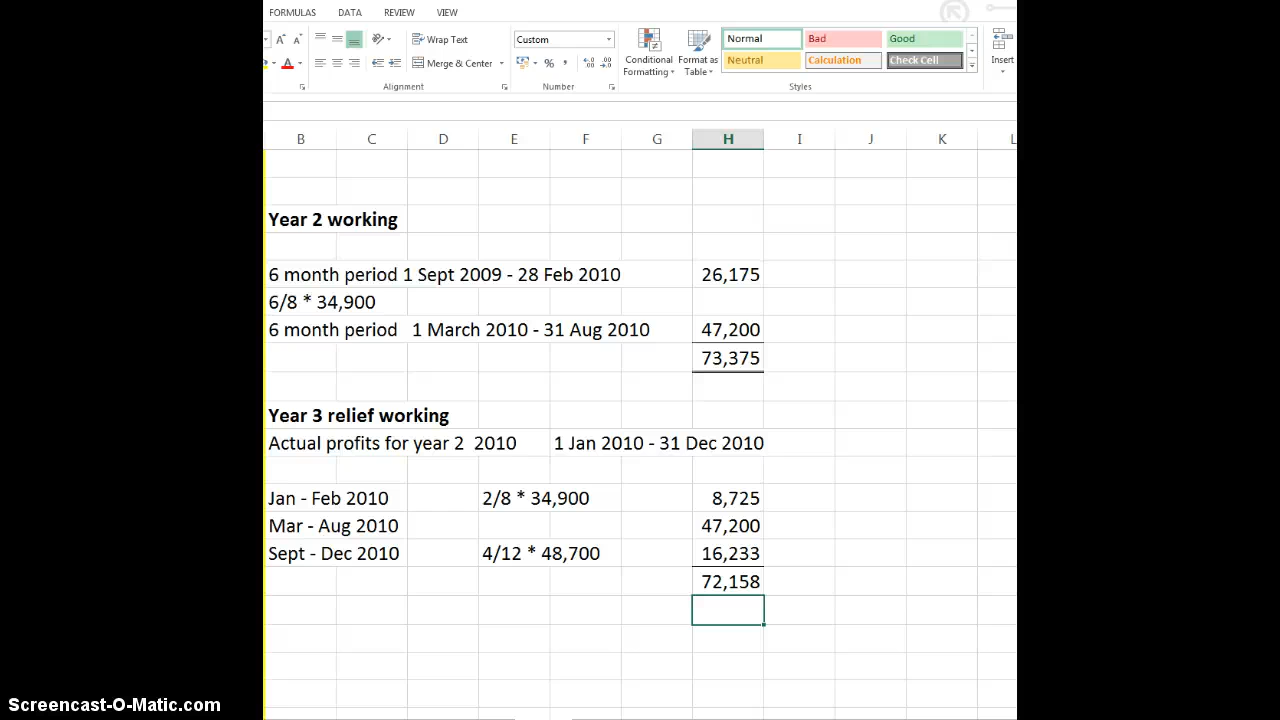 FORMULAS DATA REVIEW VIEW
Wrap Text Custom Normal Bad Good
Merge & Center % , Conditional Formatting Format as Table Neutral Calculation Check Cell Insert
Alignment Number Styles
B C D E F G H I J K L
Year 2 working
6 month period 1 Sept 2009 - 28 Feb 2010 26,175
6/8 * 34,900
6 month period 1 March 2010 - 31 Aug 2010 47,200
73,375
Year 3 relief working
Actual profits for year 2 2010 1 Jan 2010 - 31 Dec 2010
Jan - Feb 2010 2/8 * 34,900 8,725
Mar - Aug 2010 47,200
Sept - Dec 2010 4/12 * 48,700 16,233
72,158
Screencast-O-Matic.com